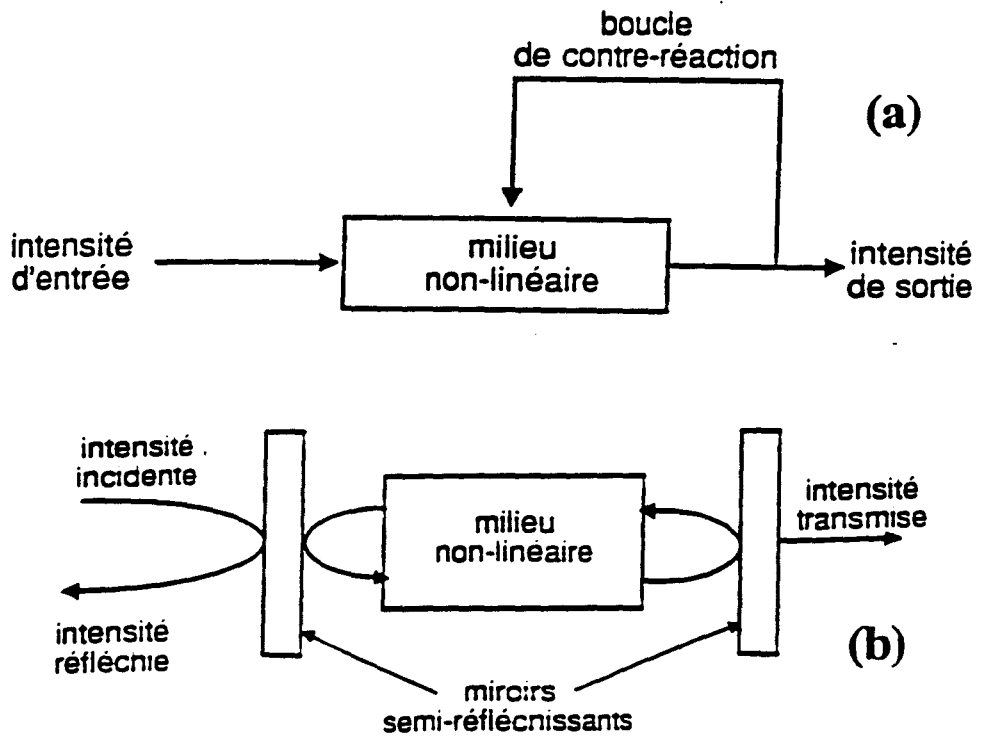 boucle
de contre-réaction
(a)
intensité
d'entrée
milieu
non-linéaire
intensité
de sortie
intensité
incidente
milieu
non-linéaire
intensité
transmise
intensité
réfléchie
(b)
miroirs
semi-réfléchissants